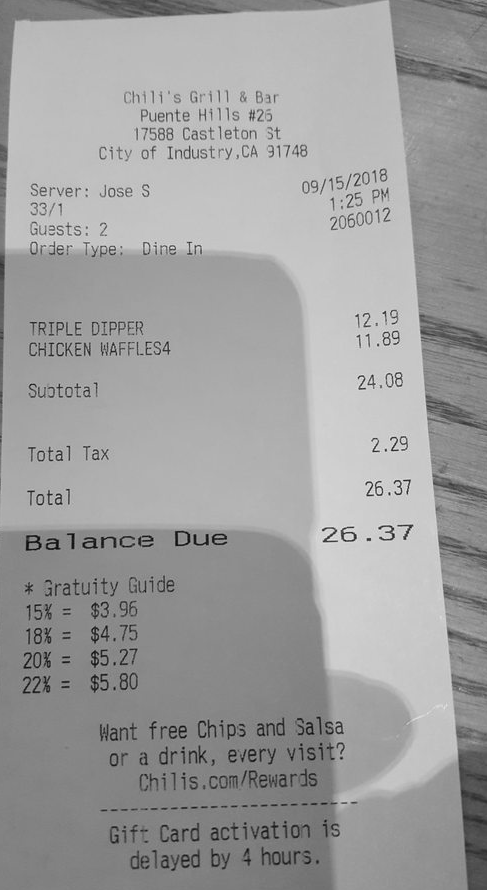 Chili's Grill & Bar
Puente Hills #26
17588 Castleton St
City of Industry,CA 91748
Server: Jose S 09/15/2018
33/1 1:25 PM
Guests: 2 2060012
Order Type: Dine In
TRIPLE DIPPER 12.19
CHICKEN WAFFLES4 11.89
Subtotal 24.08
Total Tax 2.29
Total 26.37
Balance Due 26.37
* Gratuity Guide
15% = $3.96
18% = $4.75
20% = $5.27
22% = $5.80
Want free Chips and Salsa
or a drink, every visit?
Chilis.com/Rewards
----------------------------
Gift Card activation is
delayed by 4 hours.